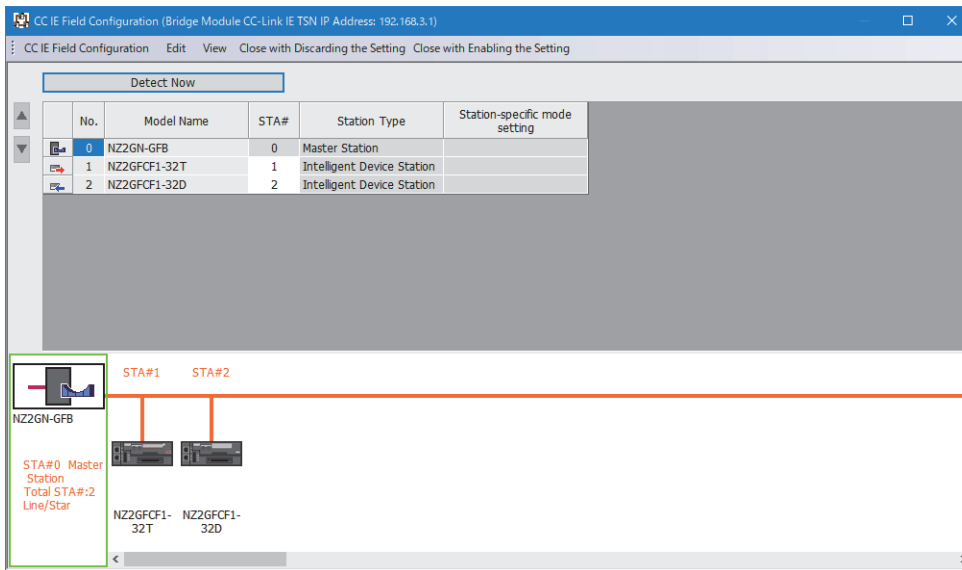 CC IE Field Configuration (Bridge Module CC-Link IE TSN IP Address: 192.168.3.1)
CC IE Field Configuration Edit View Close with Discarding the Setting Close with Enabling the Setting
Detect Now
No. Model Name STA# Station Type Station-specific mode setting
0 NZ2GN-GFB 0 Master Station
1 NZ2GFCF1-32T 1 Intelligent Device Station
2 NZ2GFCF1-32D 2 Intelligent Device Station
STA#1 STA#2
NZ2GN-GFB
STA#0 Master
Station
Total STA#:2
Line/Star
NZ2GFCF1-
32T
NZ2GFCF1-
32D